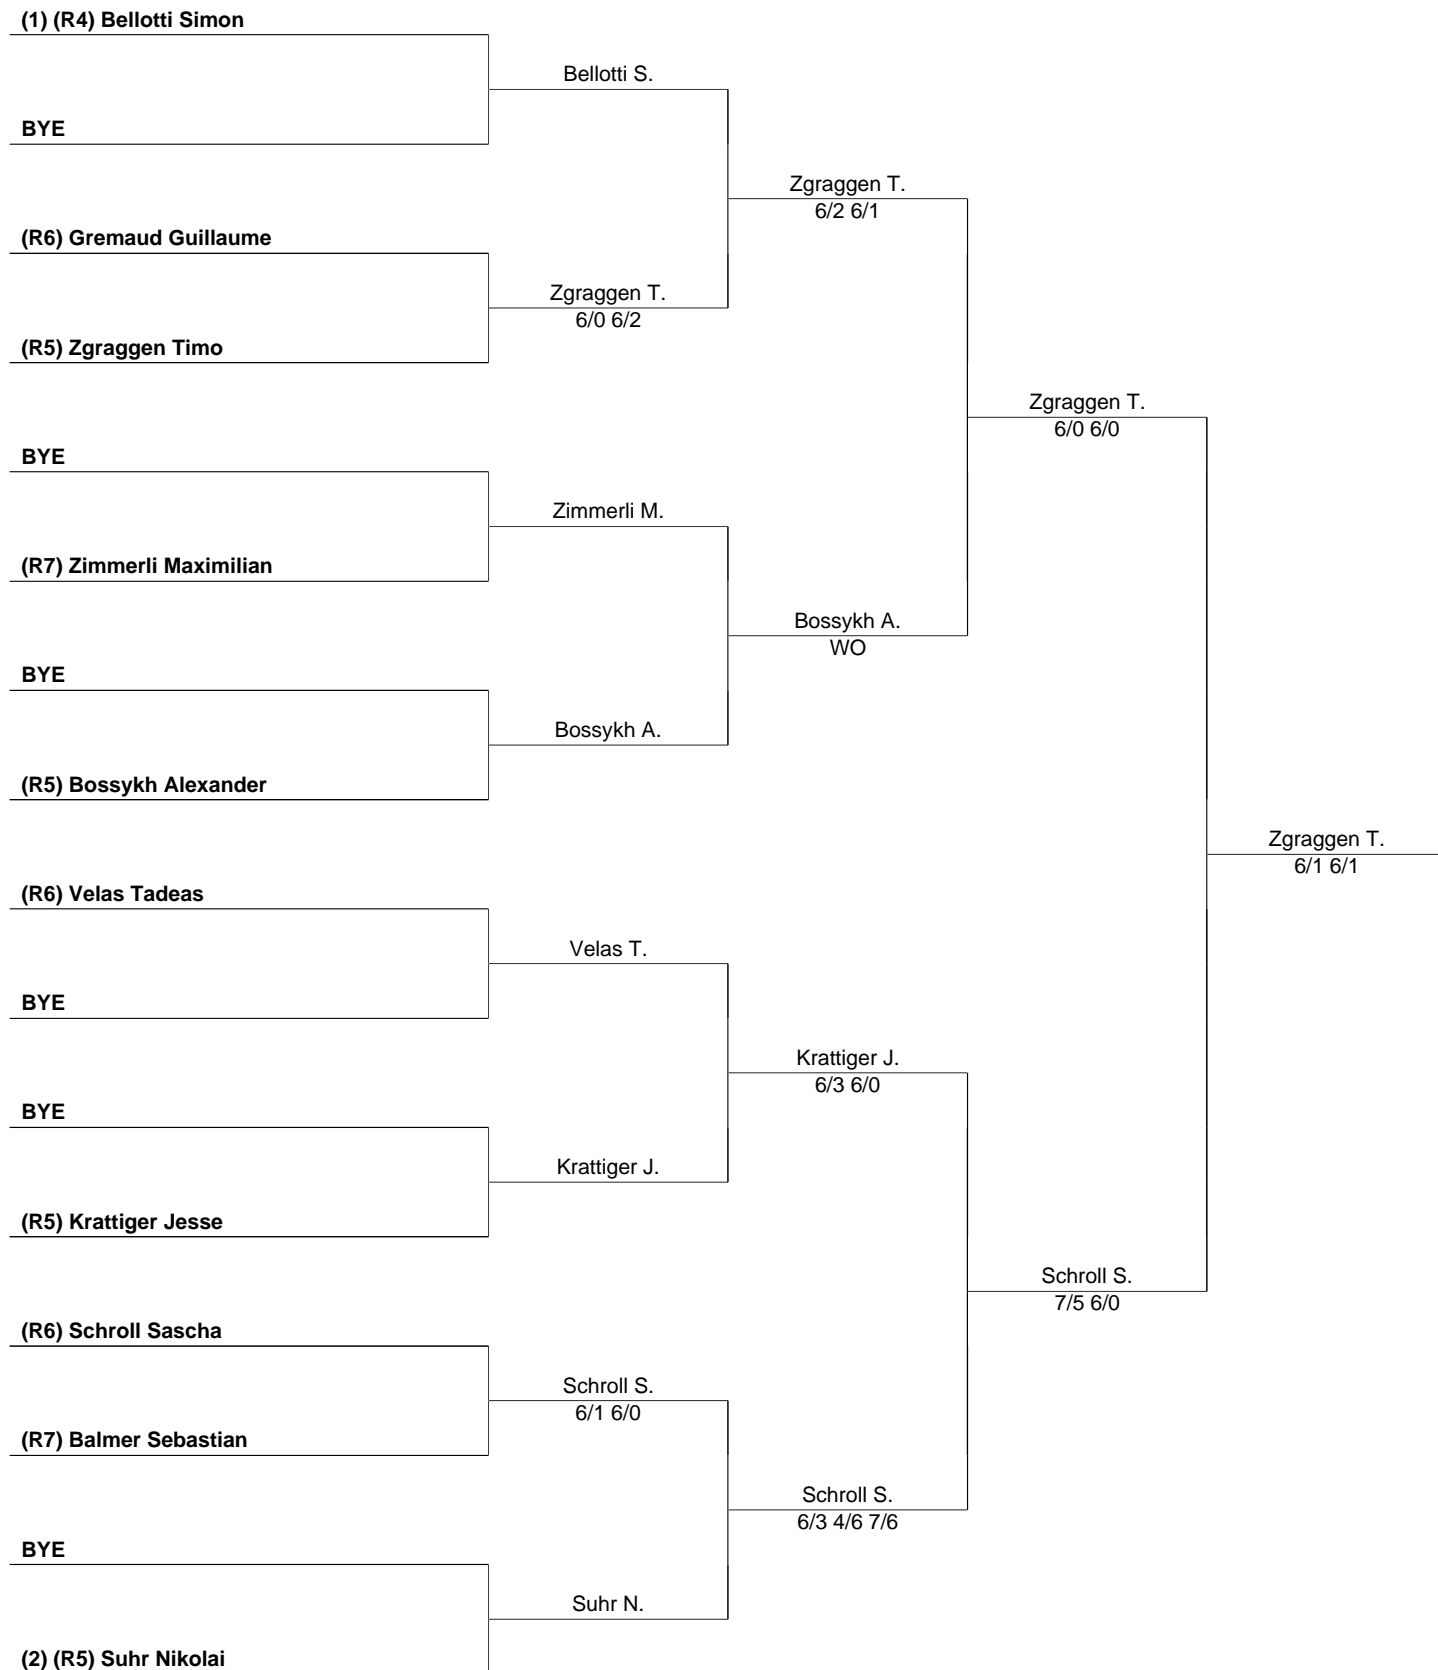 (1) (R4) Bellotti Simon
Bellotti S.
BYE
Zgraggen T.
6/2 6/1
(R6) Gremaud Guillaume
Zgraggen T.
6/0 6/2
(R5) Zgraggen Timo
Zgraggen T.
6/0 6/0
BYE
Zimmerli M.
(R7) Zimmerli Maximilian
Bossykh A.
WO
BYE
Bossykh A.
(R5) Bossykh Alexander
Zgraggen T.
6/1 6/1
(R6) Velas Tadeas
Velas T.
BYE
Krattiger J.
6/3 6/0
BYE
Krattiger J.
(R5) Krattiger Jesse
Schroll S.
7/5 6/0
(R6) Schroll Sascha
Schroll S.
6/1 6/0
(R7) Balmer Sebastian
Schroll S.
6/3 4/6 7/6
BYE
Suhr N.
(2) (R5) Suhr Nikolai